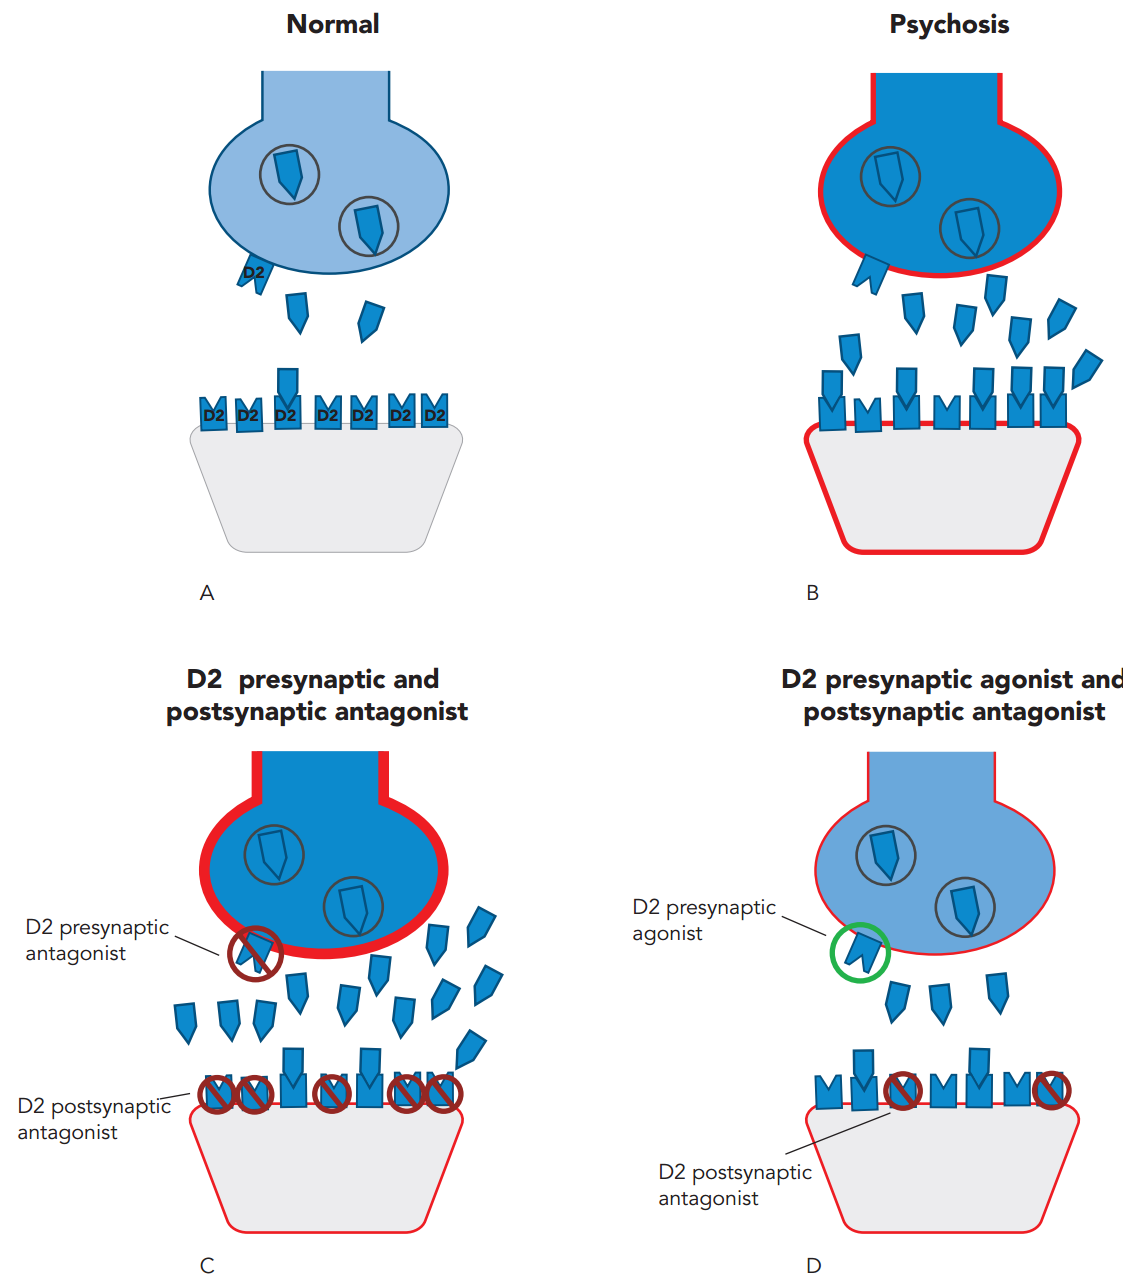 Normal
Psychosis
D2
D2 D2 D2 D2 D2 D2 D2
A
B
D2 presynaptic and
postsynaptic antagonist
D2 presynaptic agonist and
postsynaptic antagonist
D2 presynaptic
antagonist
D2 presynaptic
agonist
D2 postsynaptic
antagonist
D2 postsynaptic
antagonist
C
D